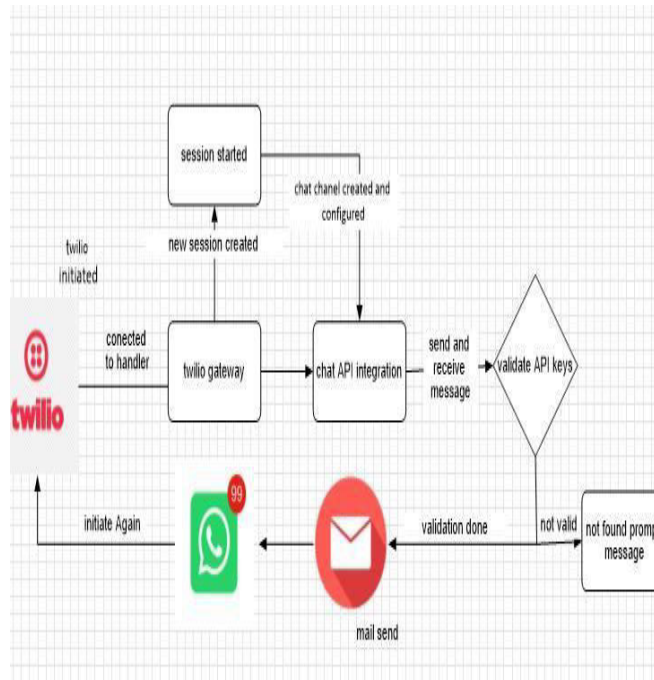 session started
chat chanel created and
configured
new session created
twilio
initiated
conected
to handler
twilio
twilio gateway
chat API integration
send and
receive
message
validate API keys
99
initiate Again
validation done
not valid
not found promp
message
mail send